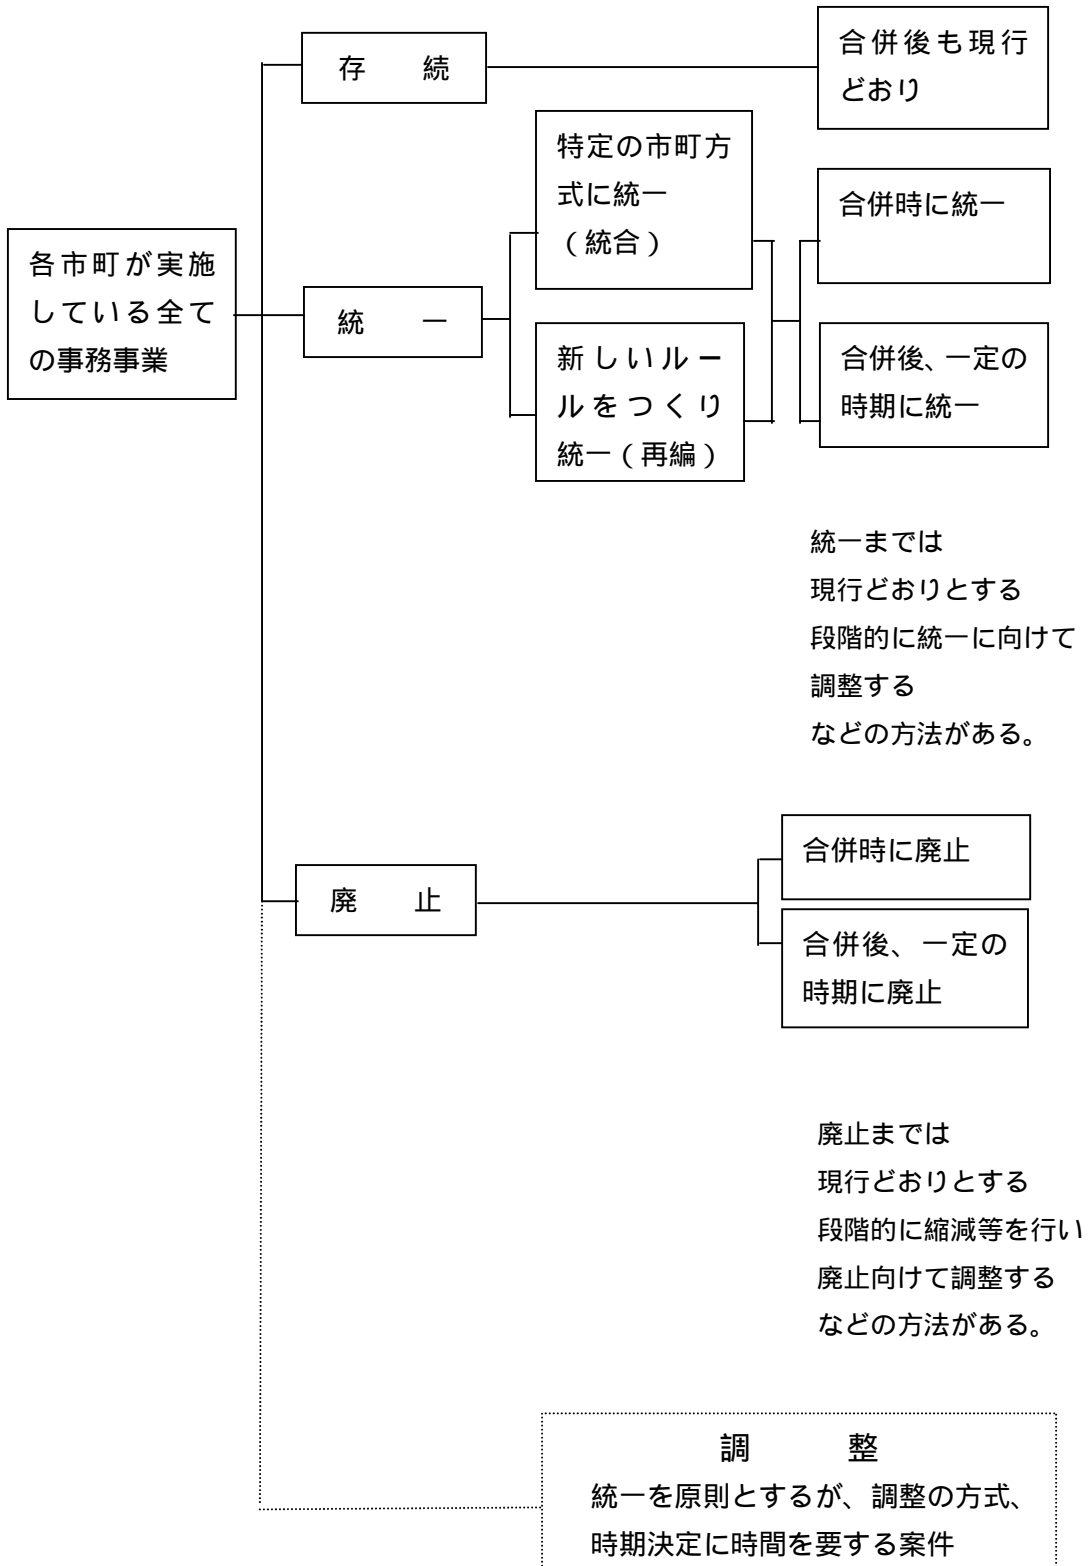 存　　続
合併後も現行
どおり
特定の市町方
式に統一
（統合）
合併時に統一
各市町が実施
している全て
の事務事業
統　　一
新しいルー
ルをつくり
統一（再編）
合併後、一定の
時期に統一
統一までは
現行どおりとする
段階的に統一に向けて
調整する
などの方法がある。
廃　　止
合併時に廃止
合併後、一定の
時期に廃止
廃止までは
現行どおりとする
段階的に縮減等を行い
廃止向けて調整する
などの方法がある。
調　　　整
統一を原則とするが、調整の方式、
時期決定に時間を要する案件